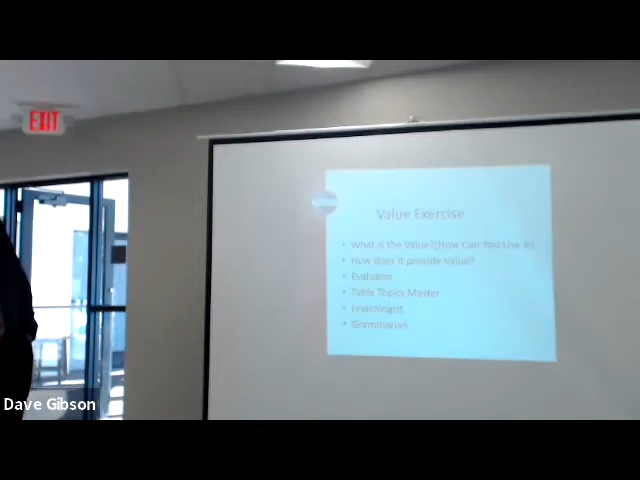 EXIT
Value Exercise
• What is the Value?(How Can You Use It)
• How does it provide Value?
• Evaluator
• Table Topics Master
• Lexicologist
• Grammarian
Dave Gibson